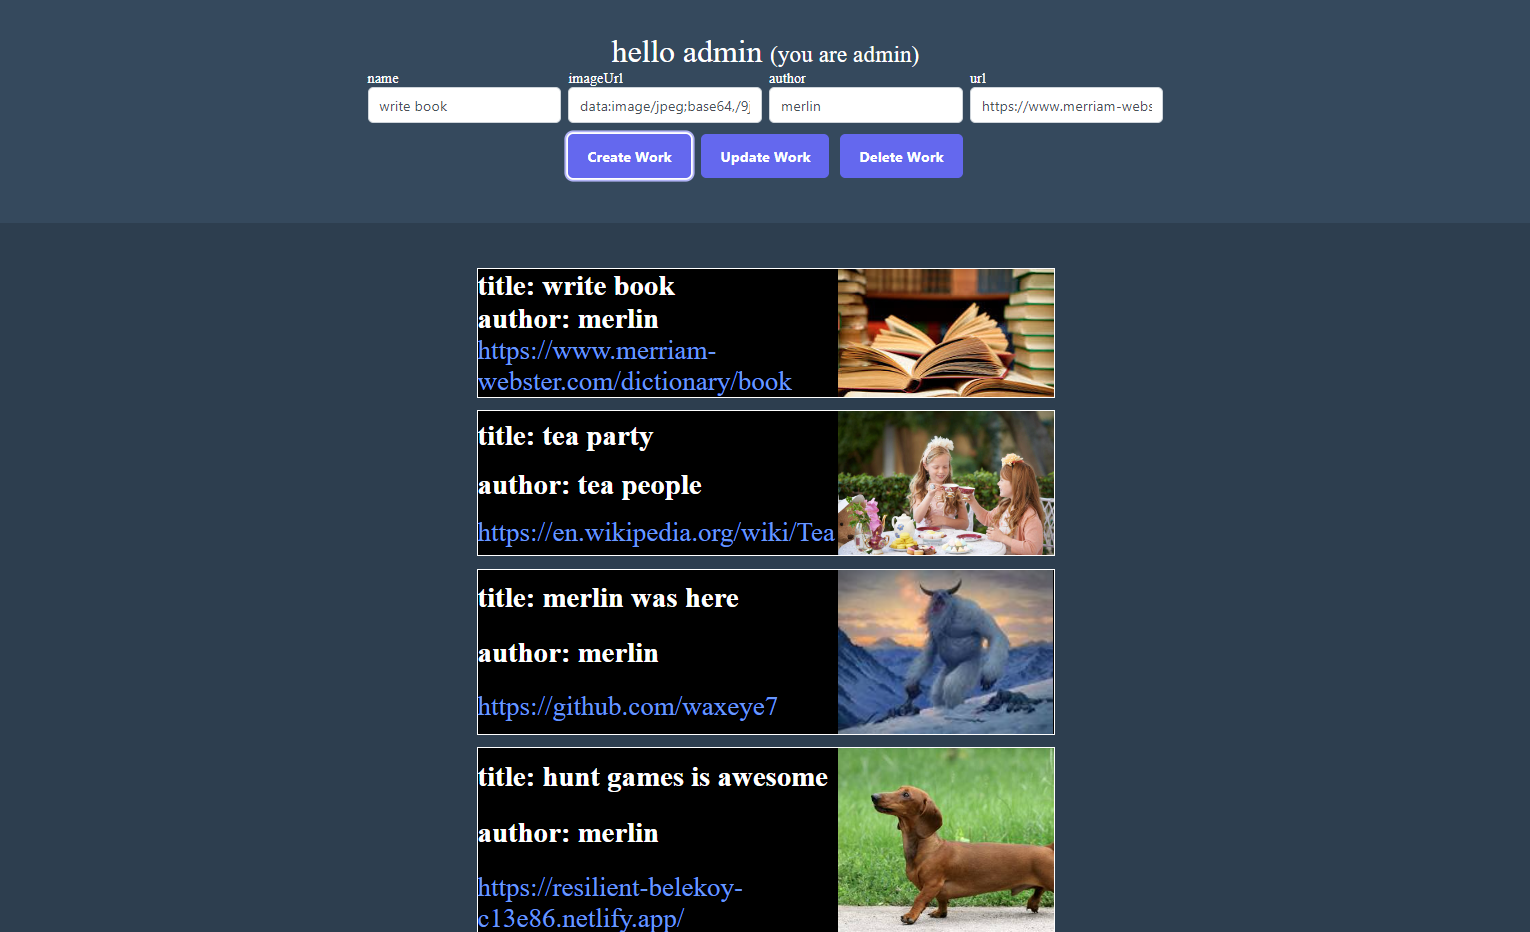 hello admin (you are admin)
name imageUrl author url
write book data:image/jpeg;base64,/9j merlin https://www.merriam-webs
Create Work Update Work Delete Work
title: write book
author: merlin
https://www.merriam-
webster.com/dictionary/book
title: tea party
author: tea people
https://en.wikipedia.org/wiki/Tea
title: merlin was here
author: merlin
https://github.com/waxeye7
title: hunt games is awesome
author: merlin
https://resilient-belekoy-
c13e86.netlify.app/